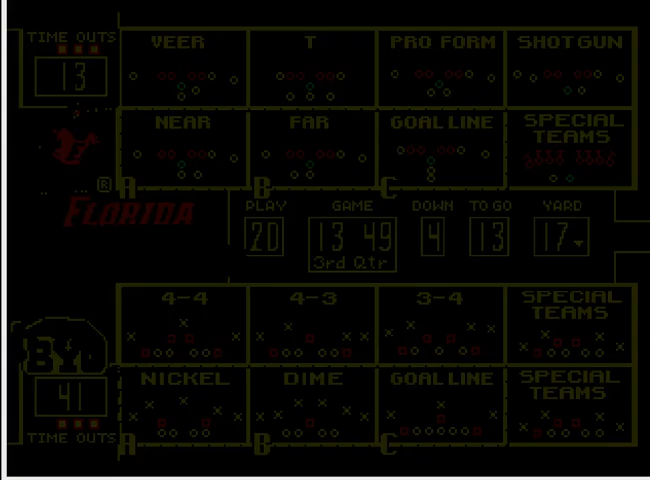 TIME OUTS
13
VEER
T
PRO FORM
SHOTGUN
NEAR
FAR
GOAL LINE
SPECIAL
TEAMS
A
B
C
®
FLORIDA
PLAY
GAME
DOWN
TO GO
YARD
20
13 49
4
13
17
3rd Qtr
4-4
4-3
3-4
SPECIAL
TEAMS
BYU
41
TIME OUTS
NICKEL
DIME
GOAL LINE
SPECIAL
TEAMS
A
B
C